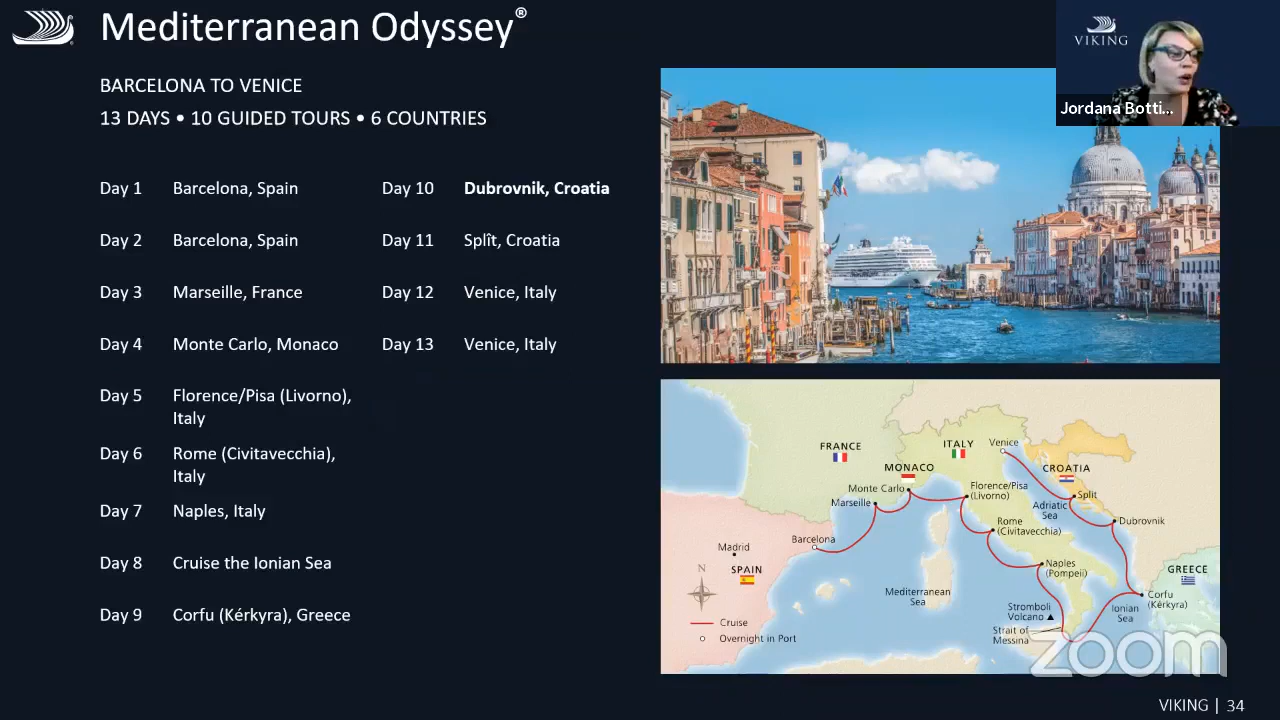 Mediterranean Odyssey®
VIKING
Jordana Botti...
BARCELONA TO VENICE
13 DAYS • 10 GUIDED TOURS • 6 COUNTRIES
Day 1 Barcelona, Spain
Day 2 Barcelona, Spain
Day 3 Marseille, France
Day 4 Monte Carlo, Monaco
Day 5 Florence/Pisa (Livorno),
Italy
Day 6 Rome (Civitavecchia),
Italy
Day 7 Naples, Italy
Day 8 Cruise the Ionian Sea
Day 9 Corfu (Kérkyra), Greece
Day 10 Dubrovnik, Croatia
Day 11 Splît, Croatia
Day 12 Venice, Italy
Day 13 Venice, Italy
FRANCE
ITALY
Venice
MONACO
CROATIA
Monte Carlo
Florence/Pisa
(Livorno)
Marseille
Split
Adriatic
Sea
Rome
(Civitavecchia)
Dubrovnik
Barcelona
Madrid
SPAIN
N
Naples
(Pompeii)
GREECE
Mediterranean
Sea
Corfu
(Kérkyra)
Stromboli
Volcano
Ionian
Sea
Strait of
Messina
Cruise
Overnight in Port
zoom
VIKING | 34